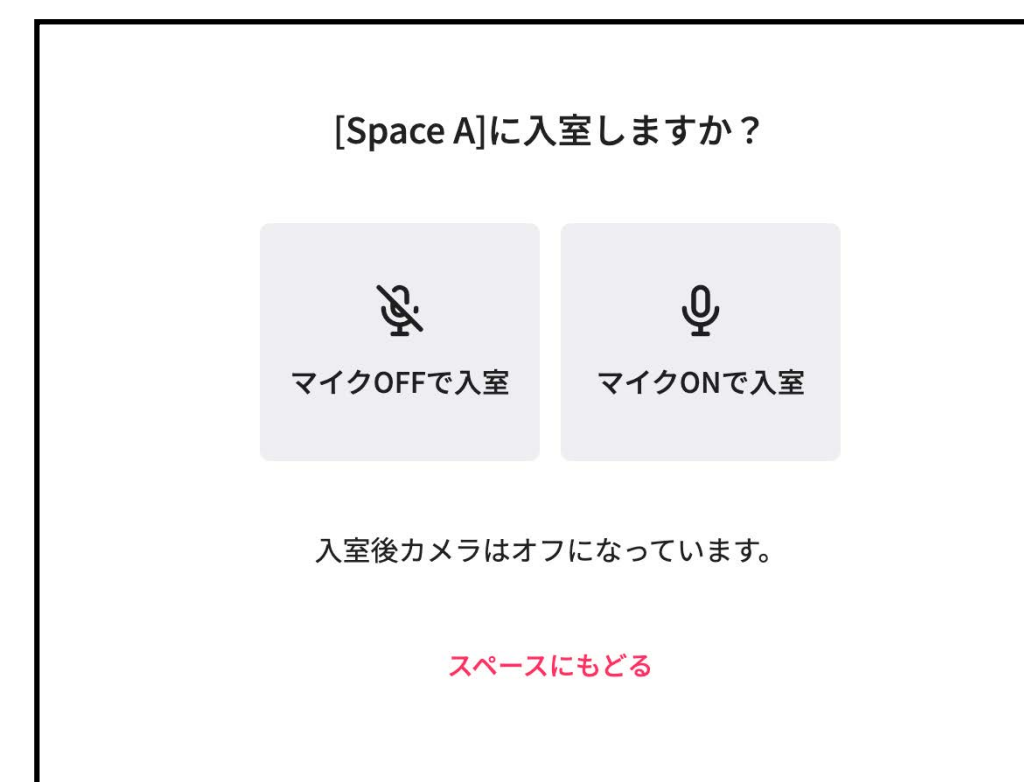 [Space A]に入室しますか？
マイクOFFで入室
マイクONで入室
入室後カメラはオフになっています。
スペースにもどる